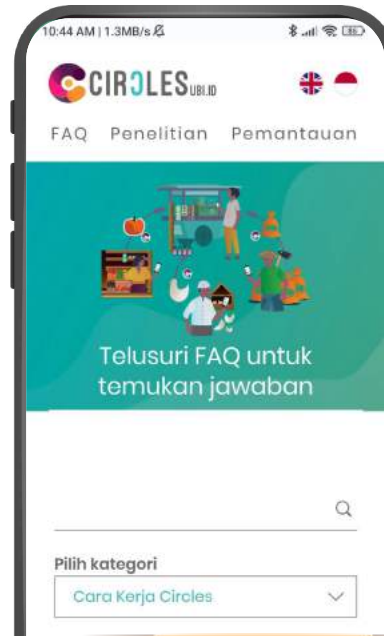 10:44 AM | 1.3MB/s
CIRCLES UBI.ID
FAQ Penelitian Pemantauan
Telusuri FAQ untuk
temukan jawaban
Pilih kategori
Cara Kerja Circles